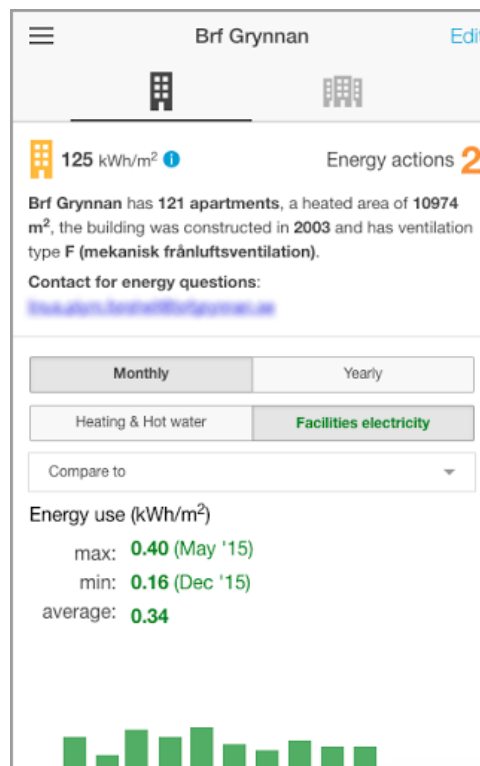 Brf Grynnan Edit
125 kWh/m² i Energy actions 2
Brf Grynnan has 121 apartments, a heated area of 10974
m², the building was constructed in 2003 and has ventilation
type F (mekanisk frånluftsventilation).
Contact for energy questions:
Monthly Yearly
Heating & Hot water Facilities electricity
Compare to
Energy use (kWh/m²)
max: 0.40 (May '15)
min: 0.16 (Dec '15)
average: 0.34